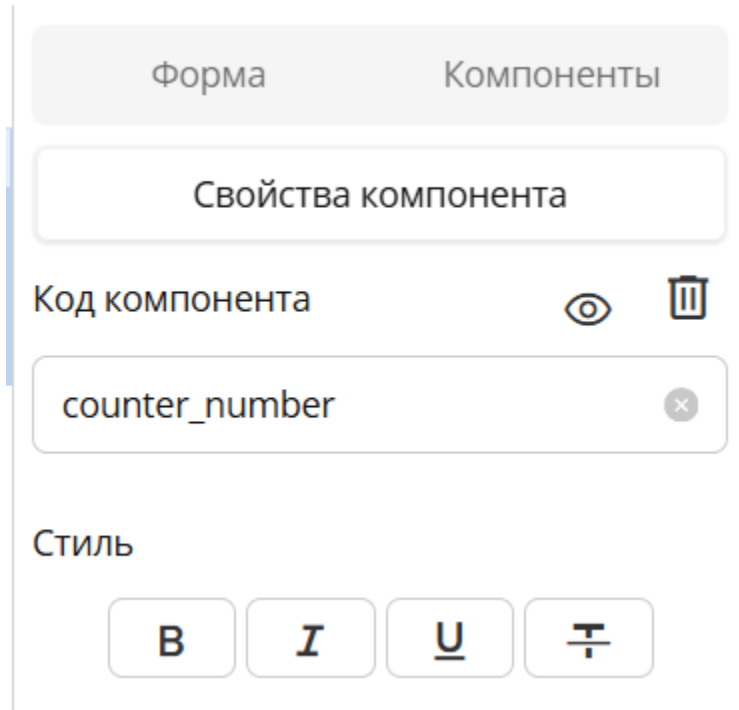 Форма Компоненты
Свойства компонента
Код компонента
counter_number
Стиль
B I U T